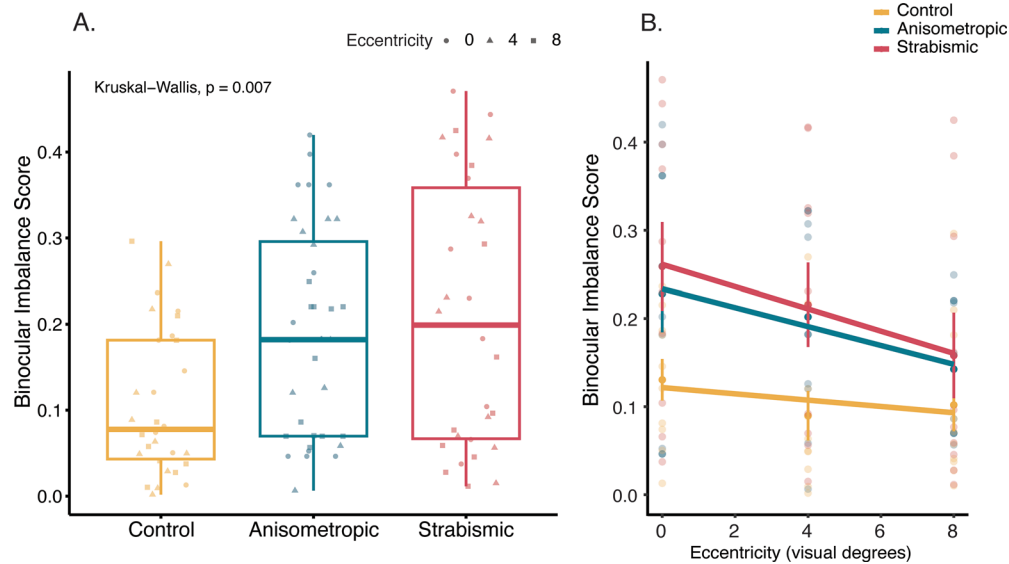 A.
Eccentricity 0 4 8
Kruskal−Wallis, p = 0.007
Binocular Imbalance Score
0.4
0.3
0.2
0.1
0.0
Control Anisometropic Strabismic
B.
Control
Anisometropic
Strabismic
Binocular Imbalance Score
0.4
0.3
0.2
0.1
0.0
0 2 4 6 8
Eccentricity (visual degrees)